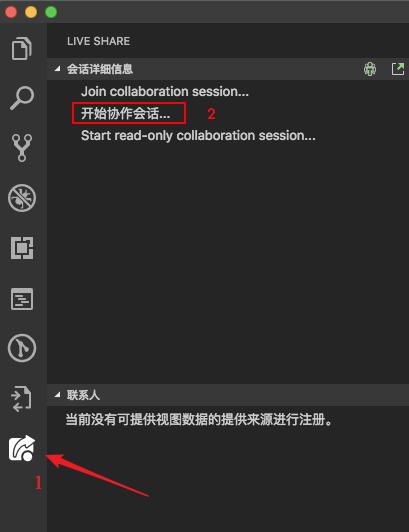 LIVE SHARE
会话详细信息
Join collaboration session...
开始协作会话...
2
Start read-only collaboration session...
联系人
当前没有可提供视图数据的提供来源进行注册。
1